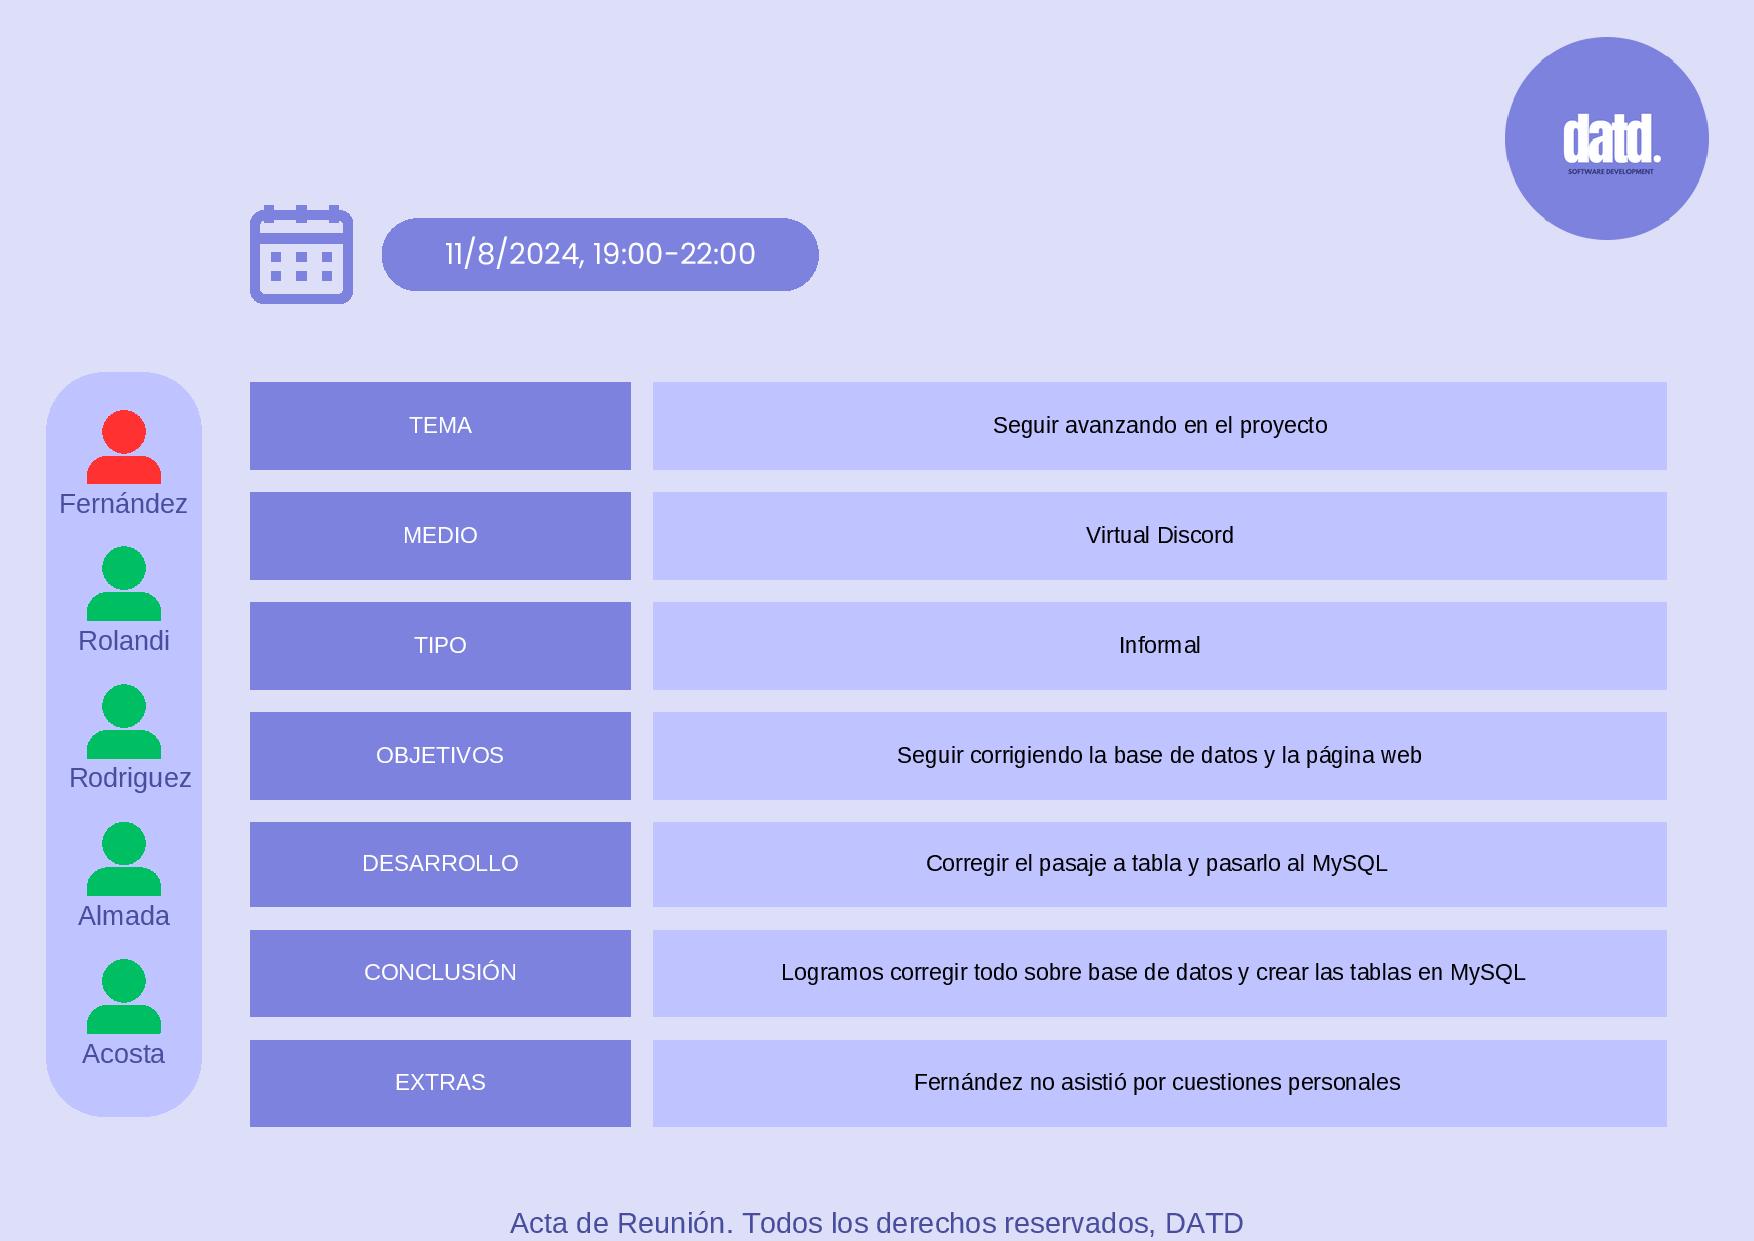 datd.
SOFTWARE DEVELOPMENT
11/8/2024, 19:00-22:00
Fernández
Rolandi
Rodriguez
Almada
Acosta
TEMA
Seguir avanzando en el proyecto
MEDIO
Virtual Discord
TIPO
Informal
OBJETIVOS
Seguir corrigiendo la base de datos y la página web
DESARROLLO
Corregir el pasaje a tabla y pasarlo al MySQL
CONCLUSIÓN
Logramos corregir todo sobre base de datos y crear las tablas en MySQL
EXTRAS
Fernández no asistió por cuestiones personales
Acta de Reunión. Todos los derechos reservados, DATD